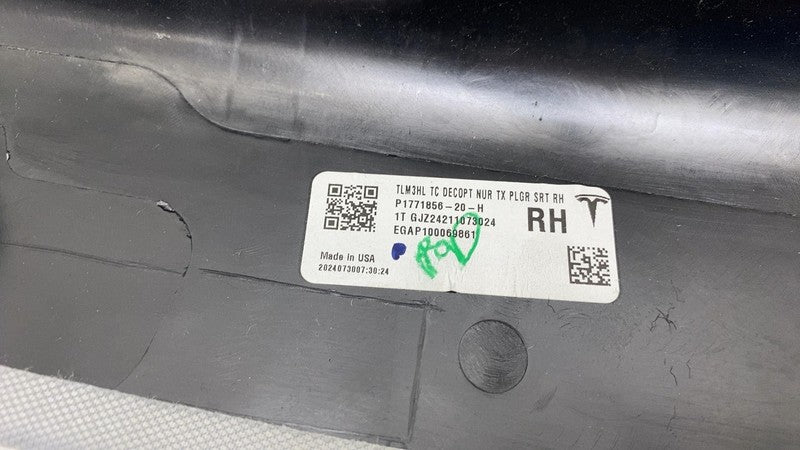 TLM3HL TC DECOPT NUR TX PLGR SRT RH
P1771856-20-H
1T GJZ24211073024
EGAP100069861
RH
Made in USA
2024073007:30:24